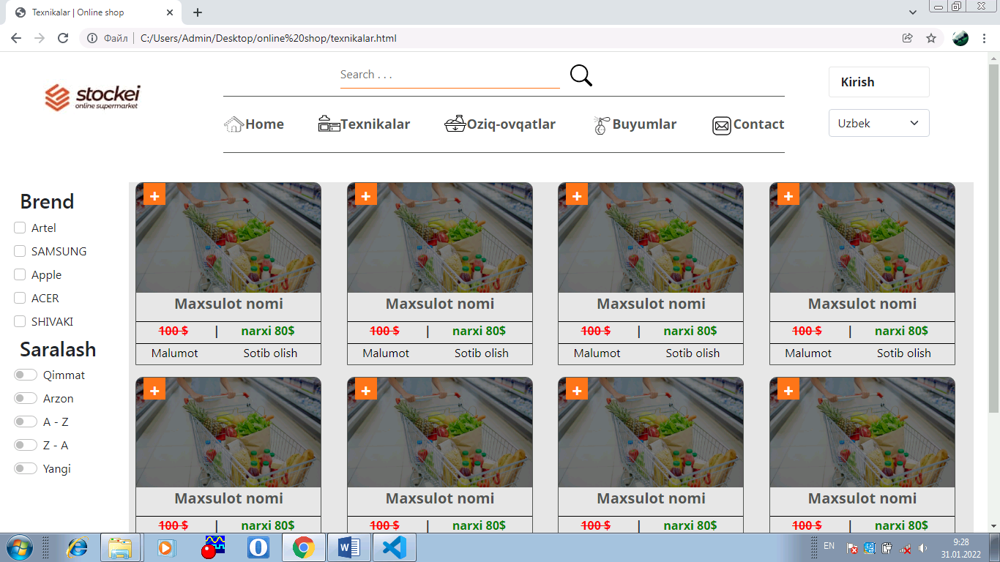 Texnikalar | Online shop
Файл | C:/Users/Admin/Desktop/online%20shop/texnikalar.html
stockei
online supermarket
Search . . .
Kirish
Home Texnikalar Oziq-ovqatlar Buyumlar Contact
Uzbek
Brend
Artel
SAMSUNG
Apple
ACER
SHIVAKI
Saralash
Qimmat
Arzon
A - Z
Z - A
Yangi
+ + + +
Maxsulot nomi Maxsulot nomi Maxsulot nomi Maxsulot nomi
100 $ | narxi 80$ 100 $ | narxi 80$ 100 $ | narxi 80$ 100 $ | narxi 80$
Malumot Sotib olish Malumot Sotib olish Malumot Sotib olish Malumot Sotib olish
+ + + +
Maxsulot nomi Maxsulot nomi Maxsulot nomi Maxsulot nomi
100 $ | narxi 80$ 100 $ | narxi 80$ 100 $ | narxi 80$ 100 $ | narxi 80$
EN
9:28
31.01.2022